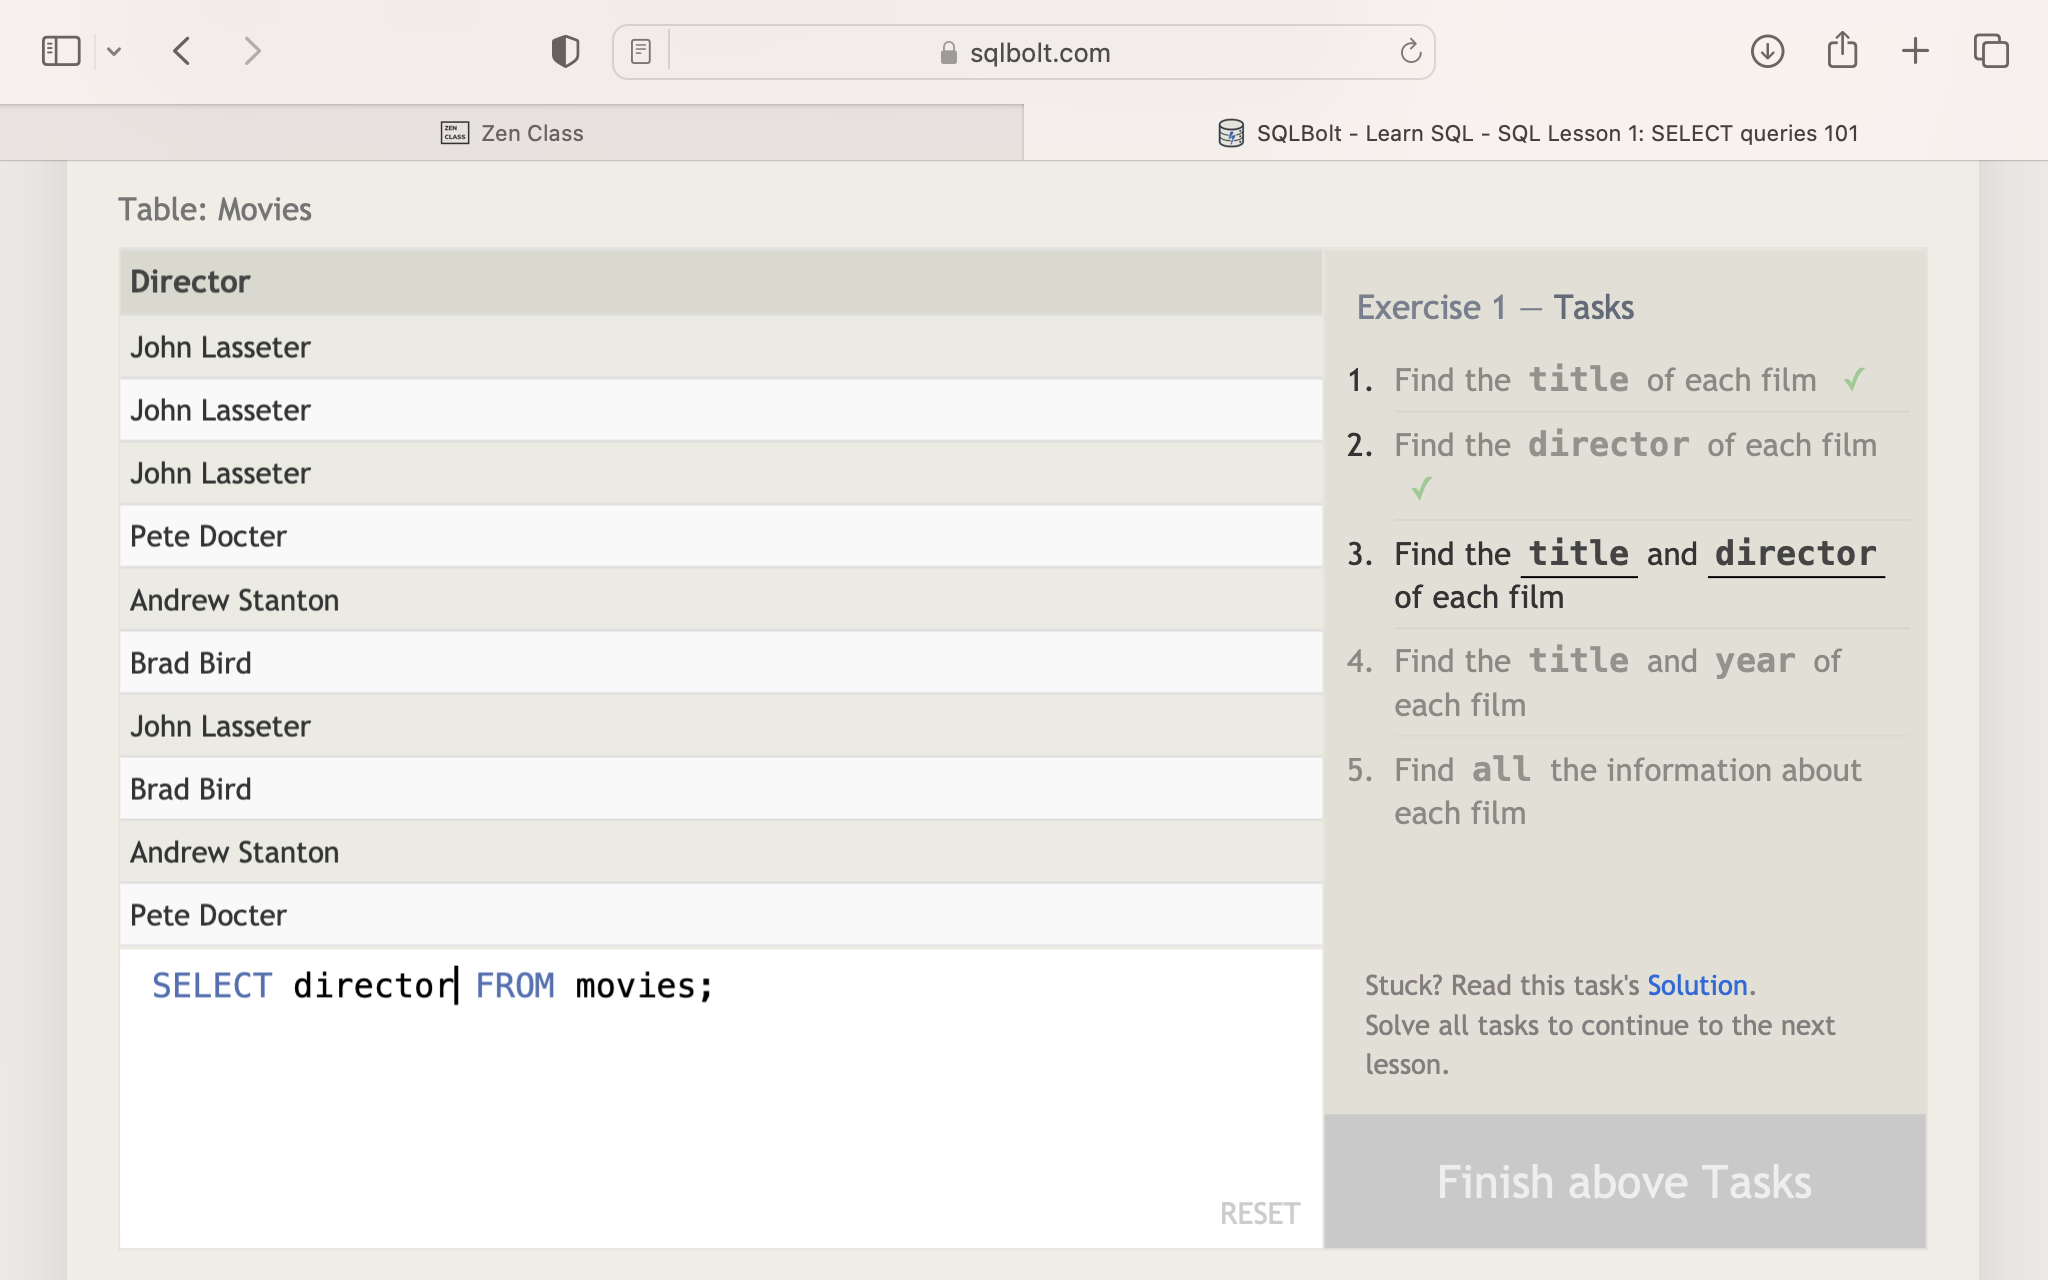 sqlbolt.com
ZEN CLASS Zen Class
SQLBolt - Learn SQL - SQL Lesson 1: SELECT queries 101
Table: Movies
Director
John Lasseter
John Lasseter
John Lasseter
Pete Docter
Andrew Stanton
Brad Bird
John Lasseter
Brad Bird
Andrew Stanton
Pete Docter
SELECT director FROM movies;
RESET
Exercise 1 — Tasks
1. Find the title of each film ✓
2. Find the director of each film
✓
3. Find the title and director
of each film
4. Find the title and year of
each film
5. Find all the information about
each film
Stuck? Read this task's Solution.
Solve all tasks to continue to the next
lesson.
Finish above Tasks